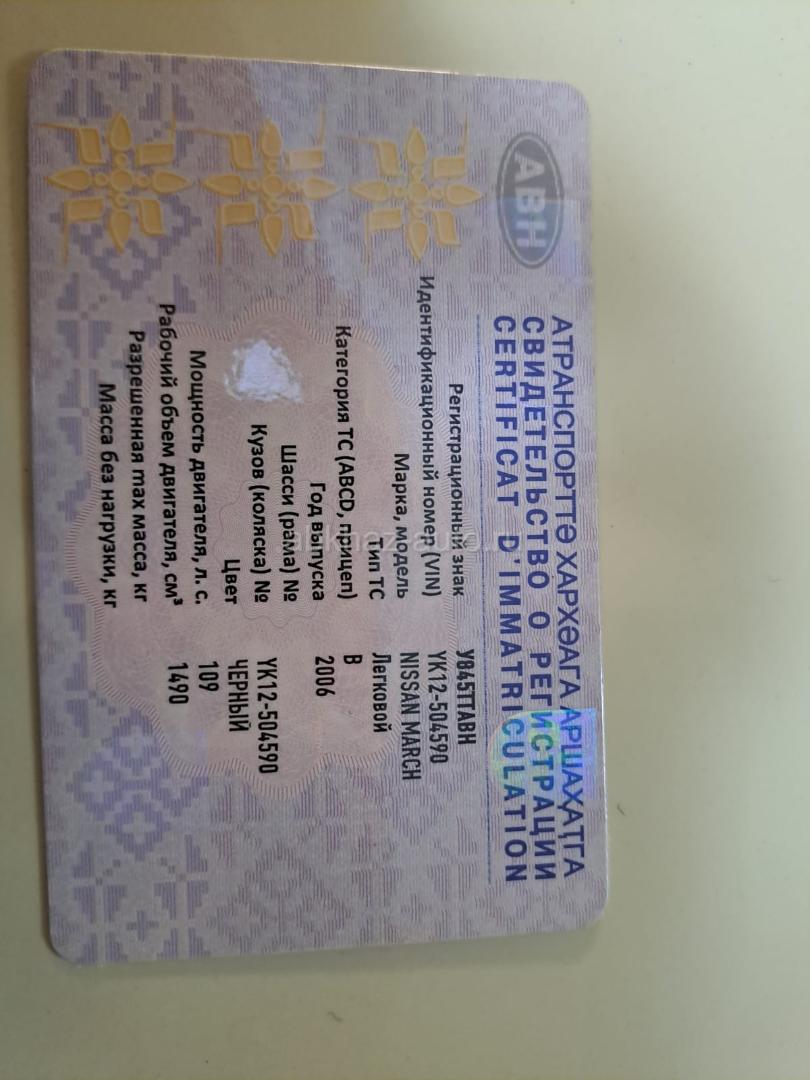 АВН
АТРАНСПОРТТӘ ХАРХӘАГА АРШАҲАҬГА
СВИДЕТЕЛЬСТВО О РЕГИСТРАЦИИ
CERTIFICAT D'IMMATRICULATION
Регистрационный знак У845ТТАВН
Идентификационный номер (VIN) YK12-504590
Марка, модель NISSAN MARCH
Тип ТС Легковой
Категория ТС (ABCD, прицеп) B
Год выпуска 2006
Шасси (рама) №
Кузов (коляска) № YK12-504590
Цвет ЧЕРНЫЙ
Мощность двигателя, л. с. 109
Рабочий объем двигателя, см³ 1490
Разрешенная max масса, кг
Масса без нагрузки, кг